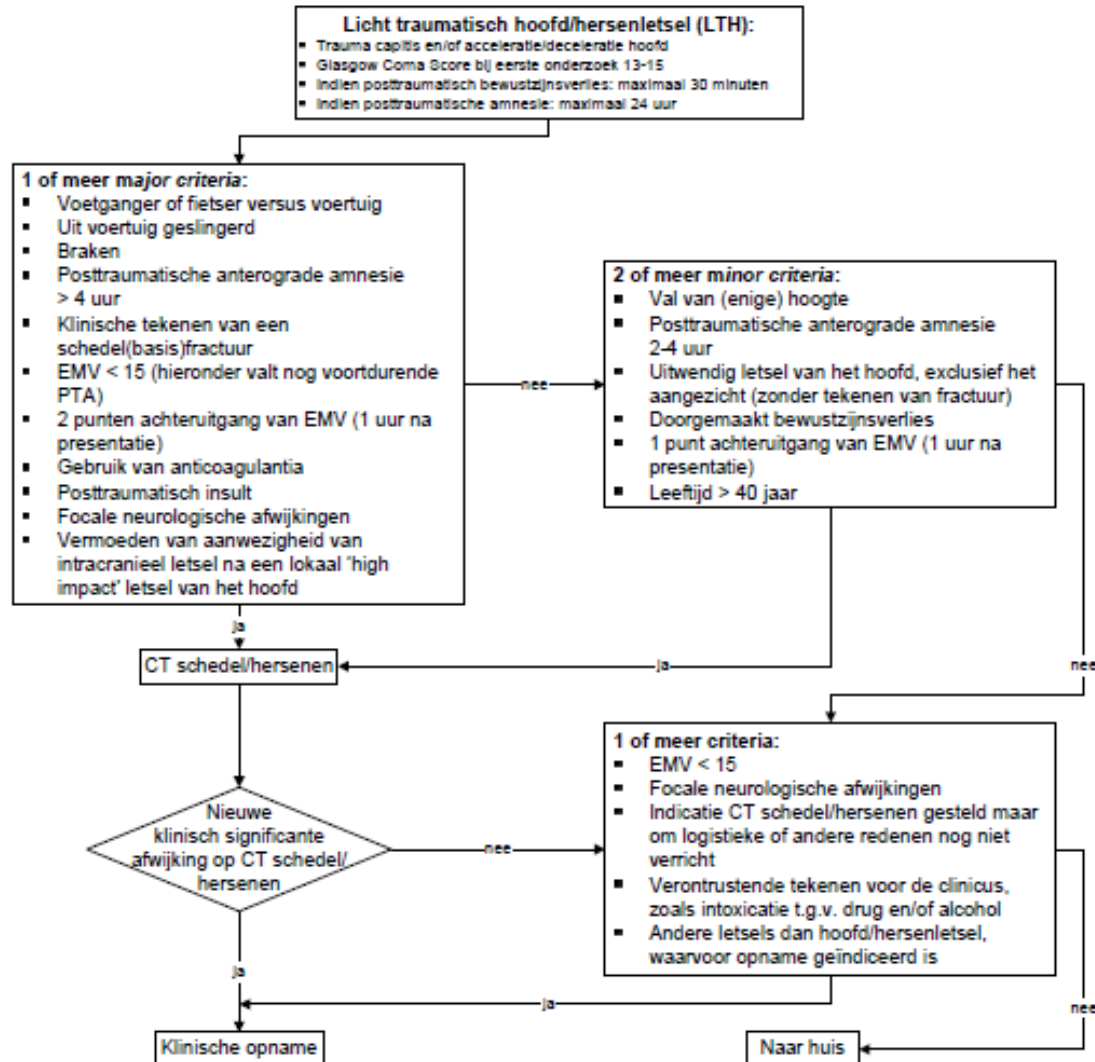 Licht traumatisch hoofd/hersenletsel (LTH):
▪ Trauma capitis en/of acceleratie/deceleratie hoofd
▪ Glasgow Coma Score bij eerste onderzoek 13-15
▪ Indien posttraumatisch bewustzijnsverlies: maximaal 30 minuten
▪ Indien posttraumatische amnesie: maximaal 24 uur
1 of meer major criteria:
▪ Voetganger of fietser versus voertuig
▪ Uit voertuig geslingerd
▪ Braken
▪ Posttraumatische anterograde amnesie
> 4 uur
▪ Klinische tekenen van een
schedel(basis)fractuur
▪ EMV < 15 (hieronder valt nog voortdurende
PTA)
▪ 2 punten achteruitgang van EMV (1 uur na
presentatie)
▪ Gebruik van anticoagulantia
▪ Posttraumatisch insult
▪ Focale neurologische afwijkingen
▪ Vermoeden van aanwezigheid van
intracranieel letsel na een lokaal 'high
impact' letsel van het hoofd
nee
2 of meer minor criteria:
▪ Val van (enige) hoogte
▪ Posttraumatische anterograde amnesie
2-4 uur
▪ Uitwendig letsel van het hoofd, exclusief het
aangezicht (zonder tekenen van fractuur)
▪ Doorgemaakt bewustzijnsverlies
▪ 1 punt achteruitgang van EMV (1 uur na
presentatie)
▪ Leeftijd > 40 jaar
ja
CT schedel/hersenen
ja
nee
Nieuwe
klinisch significante
afwijking op CT schedel/
hersenen
nee
1 of meer criteria:
▪ EMV < 15
▪ Focale neurologische afwijkingen
▪ Indicatie CT schedel/hersenen gesteld maar
om logistieke of andere redenen nog niet
verricht
▪ Verontrustende tekenen voor de clinicus,
zoals intoxicatie t.g.v. drug en/of alcohol
▪ Andere letsels dan hoofd/hersenletsel,
waarvoor opname geïndiceerd is
ja
ja
nee
Klinische opname
Naar huis